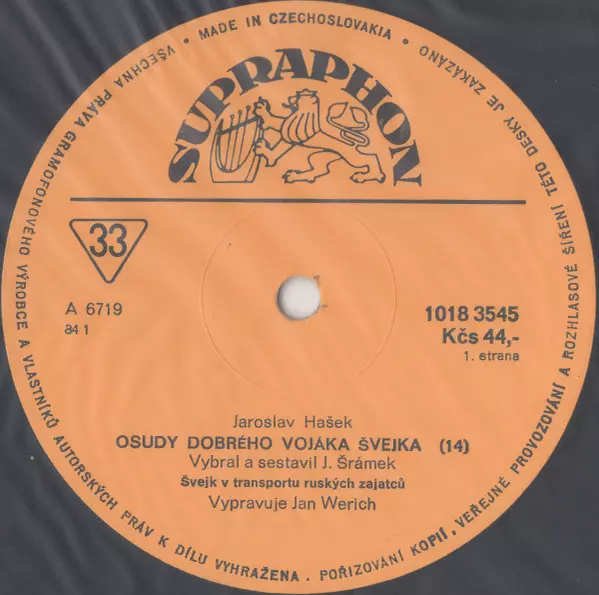 VŠECHNA PRÁVA GRAMOFONOVÉHO VÝROBCE A VLASTNÍKŮ AUTORSKÝCH PRÁV K DÍLU VYHRAŽENA . POŘIZOVÁNÍ KOPIÍ, VEŘEJNÉ PROVOZOVÁNÍ A ROZHLASOVÉ ŠÍŘENÍ TÉTO DESKY JE ZAKÁZÁNO • MADE IN CZECHOSLOVAKIA •
SUPRAPHON
33
A 6719
84 1
1018 3545
Kčs 44,-
1. strana
Jaroslav Hašek
OSUDY DOBRÉHO VOJÁKA ŠVEJKA (14)
Vybral a sestavil J. Šrámek
Švejk v transportu ruských zajatců
Vypravuje Jan Werich